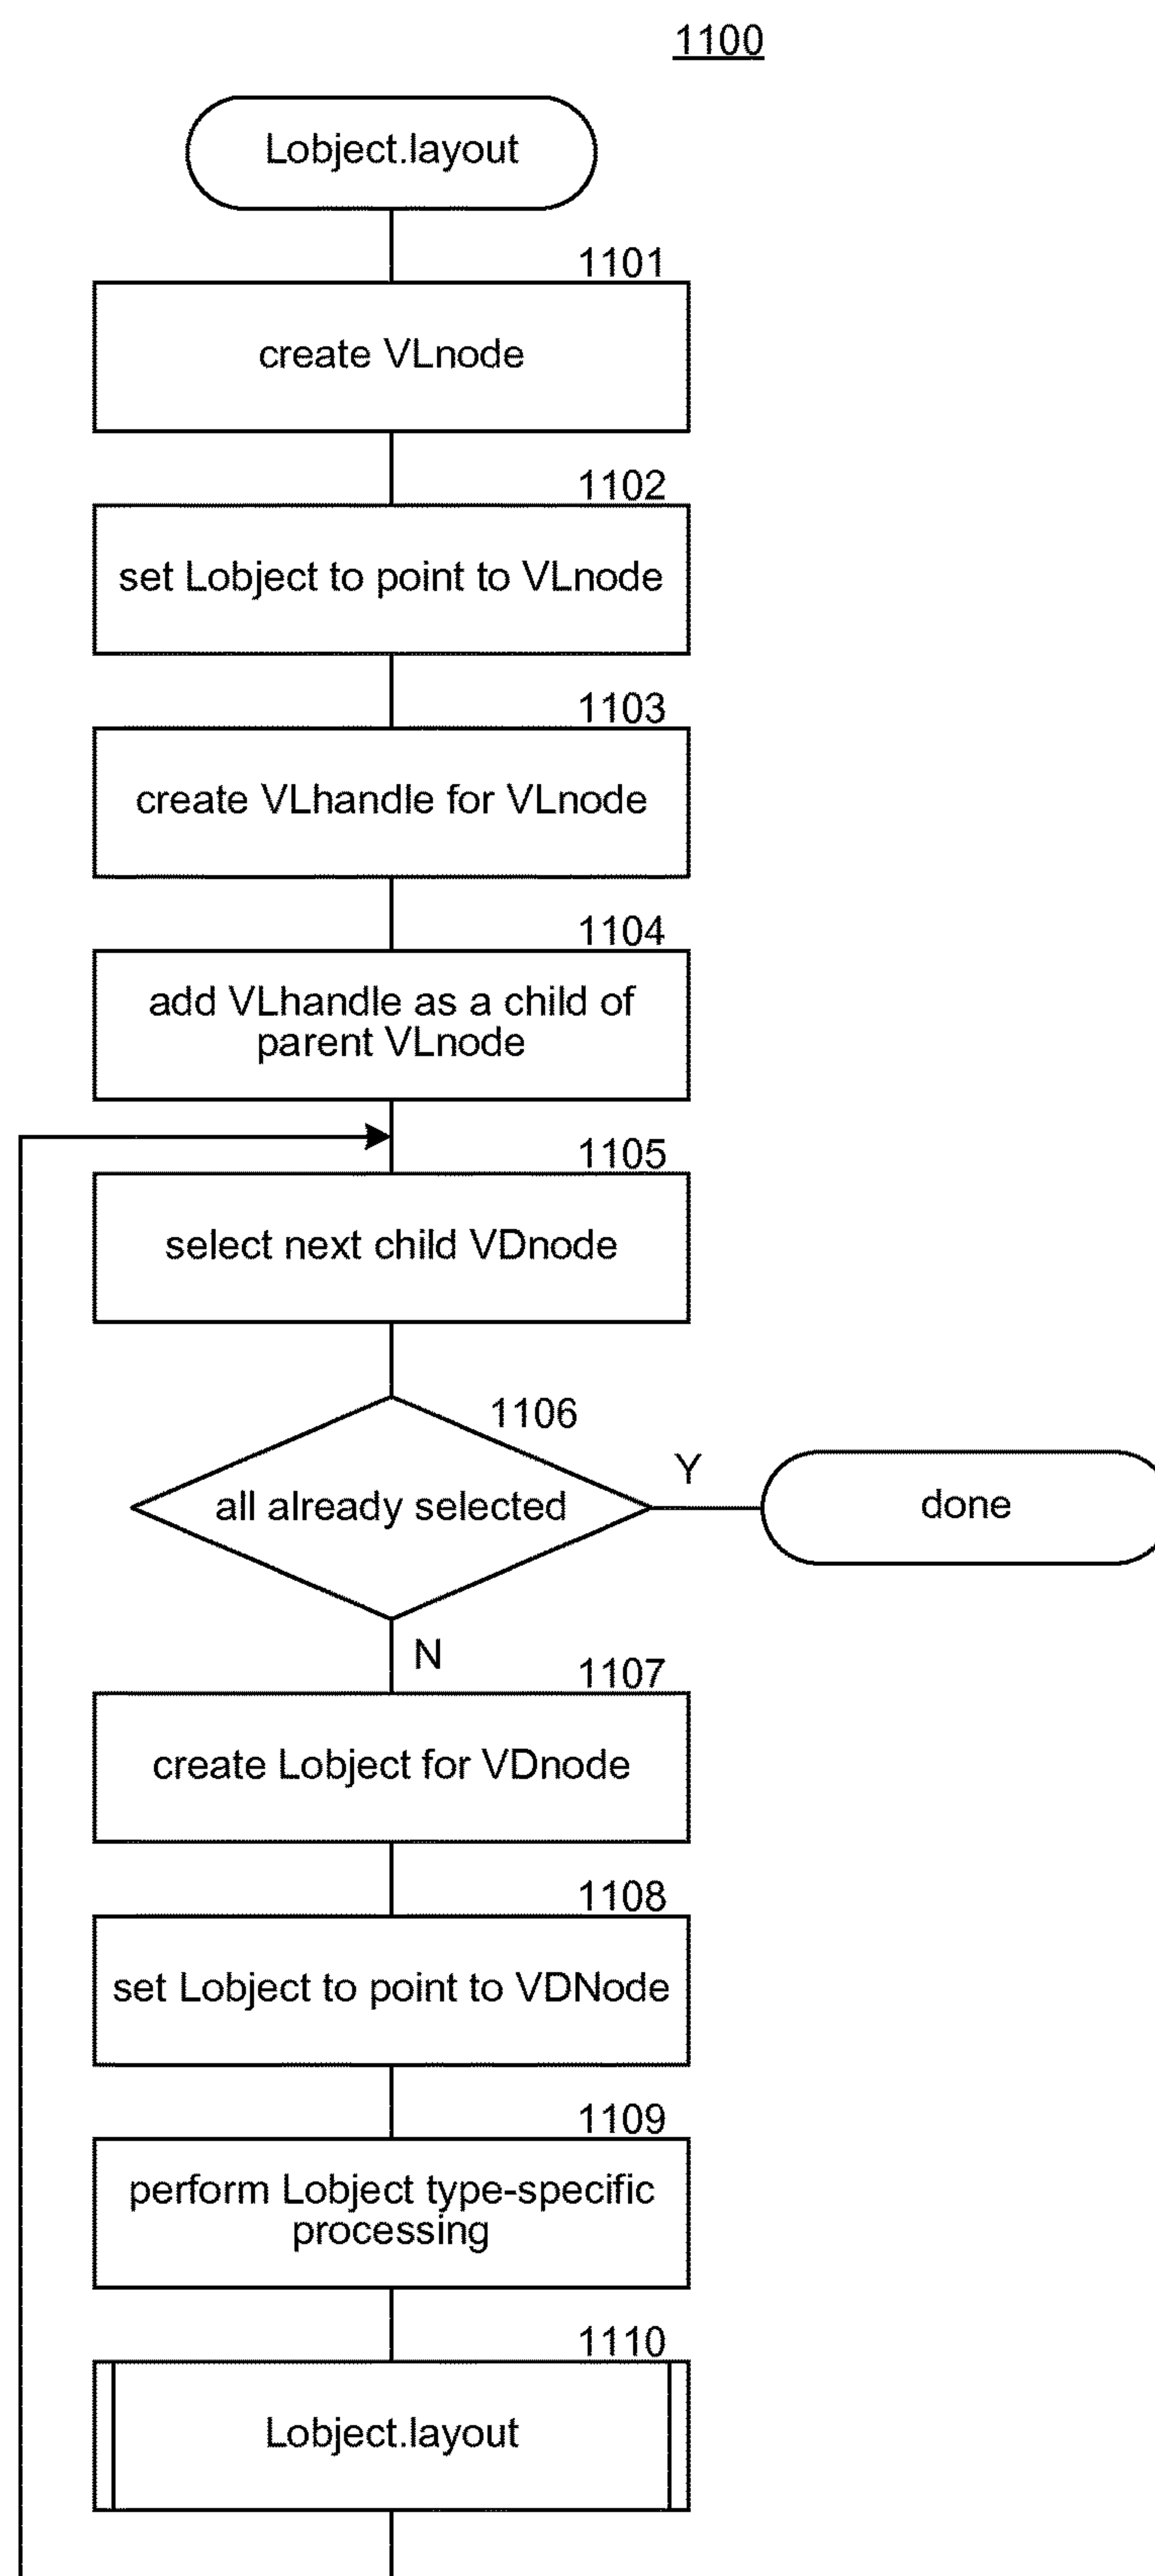 1100
Lobject.layout
1101
create VLnode
1102
set Lobject to point to VLnode
1103
create VLhandle for VLnode
1104
add VLhandle as a child of
parent VLnode
1105
select next child VDnode
1106
all already selected
Y
done
N
1107
create Lobject for VDnode
1108
set Lobject to point to VDNode
1109
perform Lobject type-specific
processing
1110
Lobject.layout